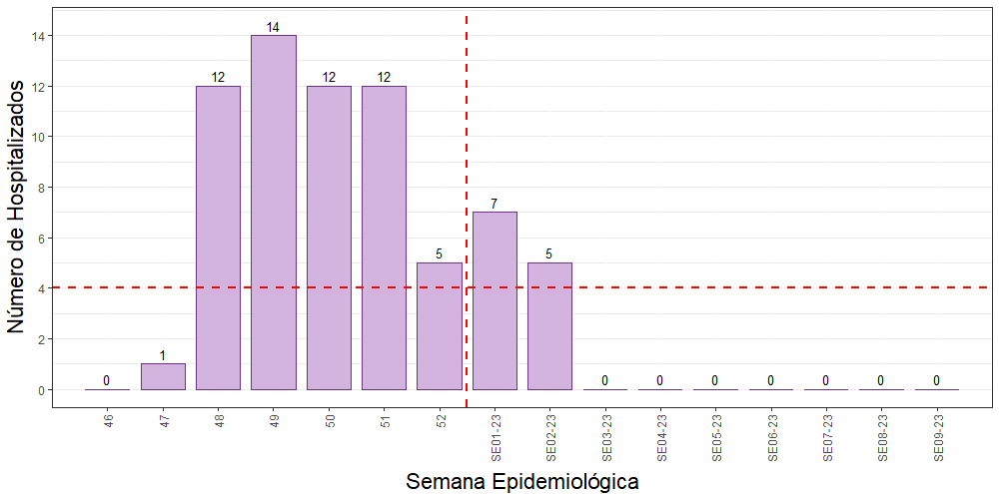 Número de Hospitalizados
14
12
10
8
6
4
2
0
0
1
12
14
12
12
5
7
5
0
0
0
0
0
0
0
46
47
48
49
50
51
52
SE01-23
SE02-23
SE03-23
SE04-23
SE05-23
SE06-23
SE07-23
SE08-23
SE09-23
Semana Epidemiológica